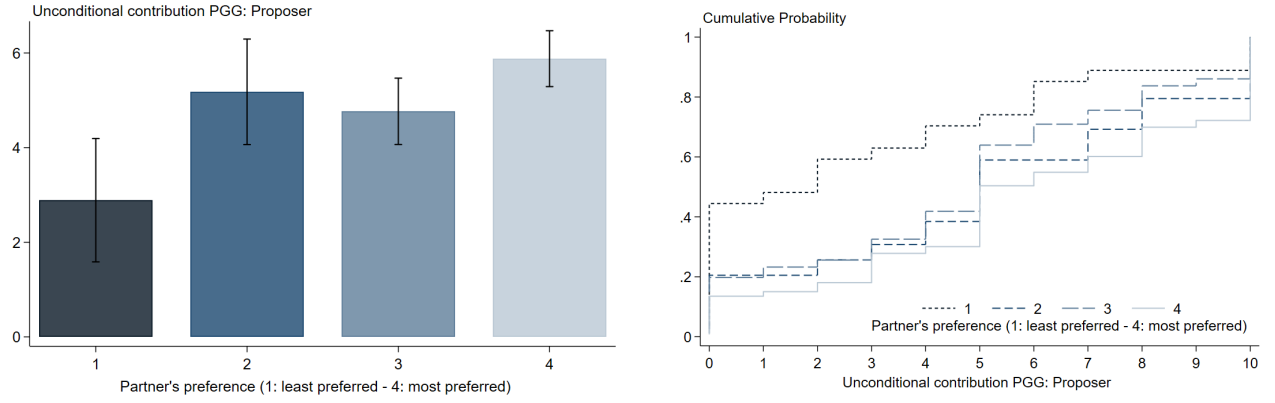 Unconditional contribution PGG: Proposer
6
4
2
0
1 2 3 4
Partner's preference (1: least preferred - 4: most preferred)
Cumulative Probability
1
.8
.6
.4
.2
0
1 2 3 4
Partner's preference (1: least preferred - 4: most preferred)
0 1 2 3 4 5 6 7 8 9 10
Unconditional contribution PGG: Proposer